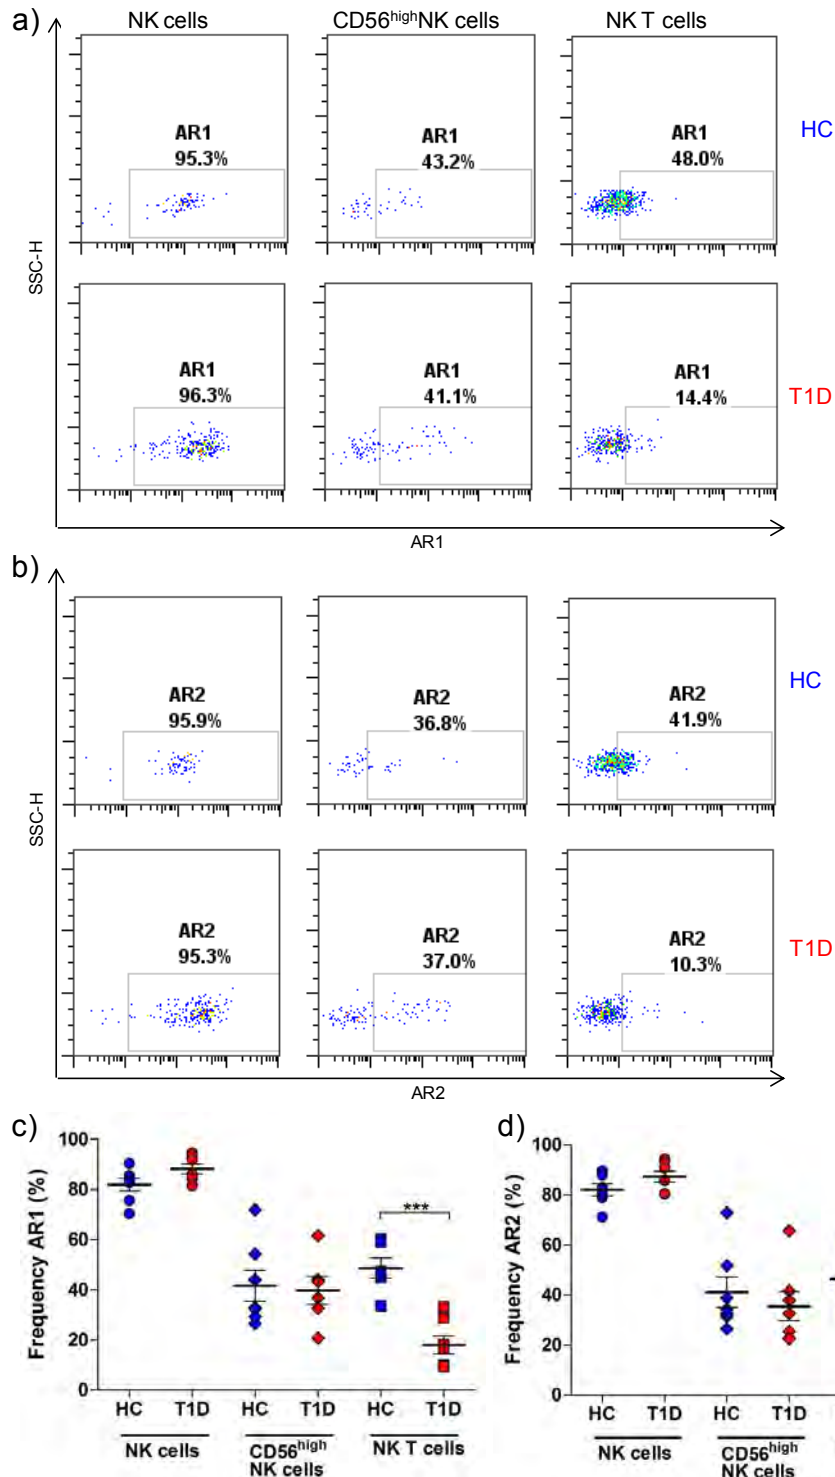 a)
NK cells
CD56highNK cells
NK T cells
AR1
95.3%
AR1
43.2%
AR1
48.0%
HC
SSC-H
AR1
96.3%
AR1
41.1%
AR1
14.4%
T1D
AR1
b)
AR2
95.9%
AR2
36.8%
AR2
41.9%
HC
SSC-H
AR2
95.3%
AR2
37.0%
AR2
10.3%
T1D
AR2
c)
Frequency AR1 (%)
100
80
60
40
20
0
***
HC
T1D
HC
T1D
HC
T1D
NK cells
CD56high
NK cells
NK T cells
d)
Frequency AR2 (%)
100
80
60
40
20
0
HC
T1D
HC
T1D
NK cells
CD56high
NK cells